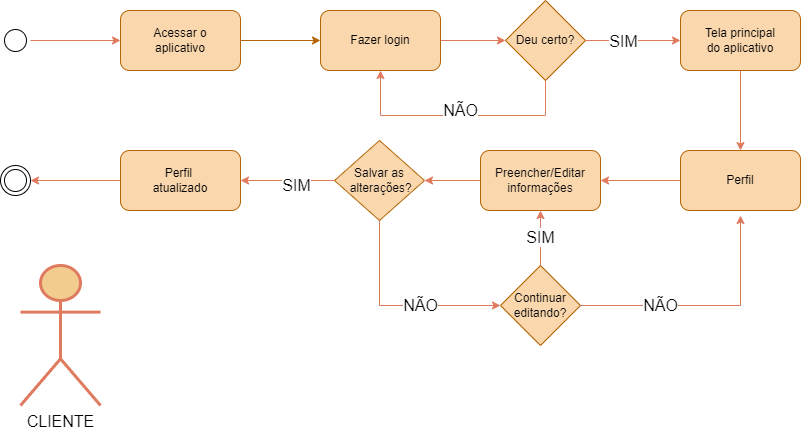 Acessar o
aplicativo
Fazer login
Deu certo?
SIM
Tela principal
do aplicativo
NÃO
Perfil
atualizado
SIM
Salvar as
alterações?
Preencher/Editar
informações
Perfil
SIM
NÃO
Continuar
editando?
NÃO
CLIENTE